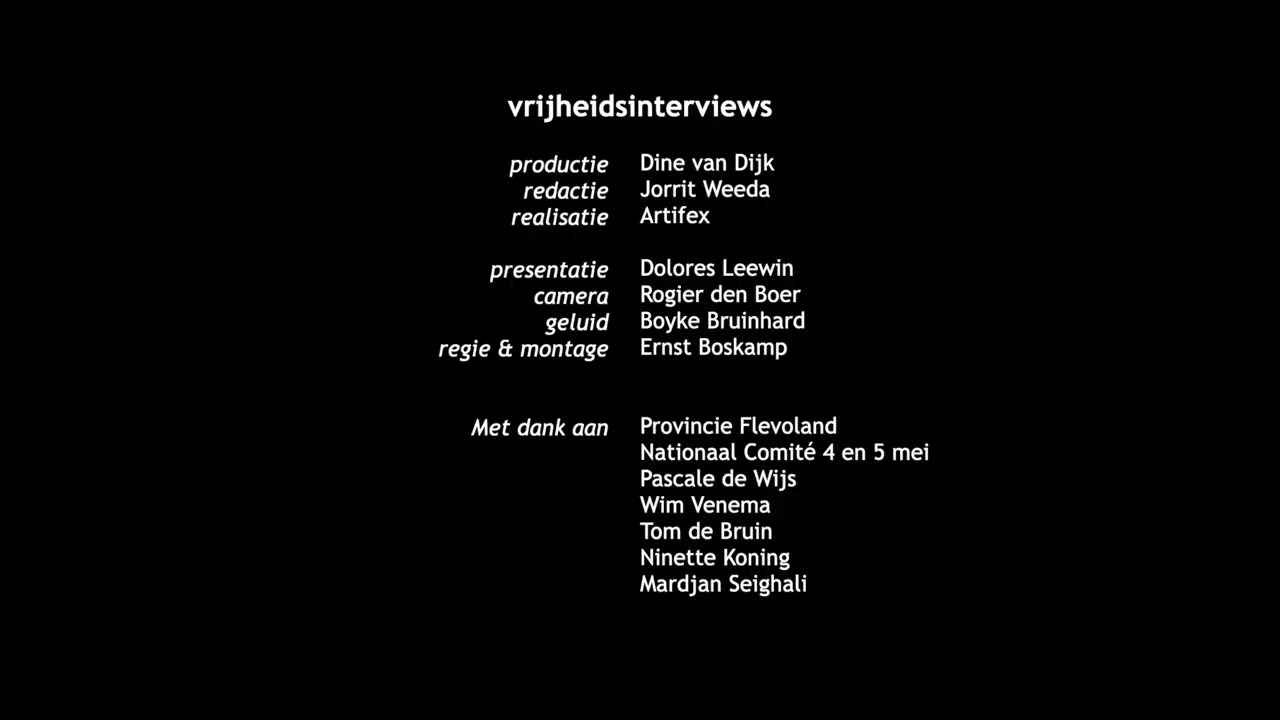 vrijheidsinterviews
productie Dine van Dijk
redactie Jorrit Weeda
realisatie Artifex
presentatie Dolores Leewin
camera Rogier den Boer
geluid Boyke Bruinhard
regie & montage Ernst Boskamp
Met dank aan Provincie Flevoland
Nationaal Comité 4 en 5 mei
Pascale de Wijs
Wim Venema
Tom de Bruin
Ninette Koning
Mardjan Seighali